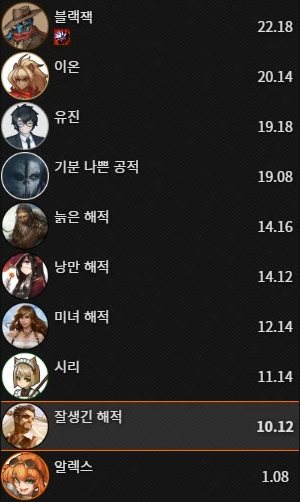 블랙잭 22.18
이온 20.14
유진 19.18
기분 나쁜 공적 19.08
늙은 해적 14.16
낭만 해적 14.12
미녀 해적 12.14
시리 11.14
잘생긴 해적 10.12
알렉스 1.08